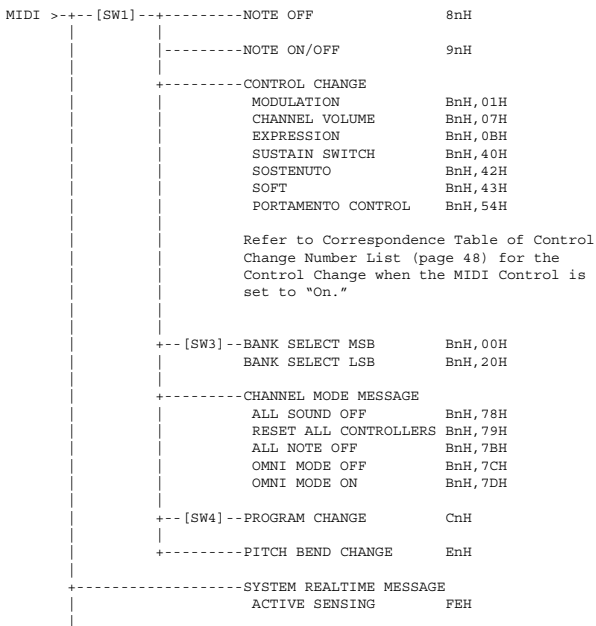 MIDI >-+--[SW1]--+---------NOTE OFF              8nH
       |         |
       |         |---------NOTE ON/OFF           9nH
       |         |
       |         +---------CONTROL CHANGE
       |         |          MODULATION           BnH,01H
       |         |          CHANNEL VOLUME       BnH,07H
       |         |          EXPRESSION           BnH,0BH
       |         |          SUSTAIN SWITCH       BnH,40H
       |         |          SOSTENUTO            BnH,42H
       |         |          SOFT                 BnH,43H
       |         |          PORTAMENTO CONTROL   BnH,54H
       |         |
       |         |         Refer to Correspondence Table of Control
       |         |         Change Number List (page 48) for the
       |         |         Control Change when the MIDI Control is
       |         |         set to “On.”
       |         |
       |         |
       |         +--[SW3]--BANK SELECT MSB       BnH,00H
       |         |         BANK SELECT LSB       BnH,20H
       |         |
       |         +---------CHANNEL MODE MESSAGE
       |         |          ALL SOUND OFF        BnH,78H
       |         |          RESET ALL CONTROLLERS BnH,79H
       |         |          ALL NOTE OFF         BnH,7BH
       |         |          OMNI MODE OFF        BnH,7CH
       |         |          OMNI MODE ON         BnH,7DH
       |         |
       |         +--[SW4]--PROGRAM CHANGE        CnH
       |         |
       |         +---------PITCH BEND CHANGE     EnH
       |
       +-------------------SYSTEM REALTIME MESSAGE
       |                    ACTIVE SENSING       FEH
       |